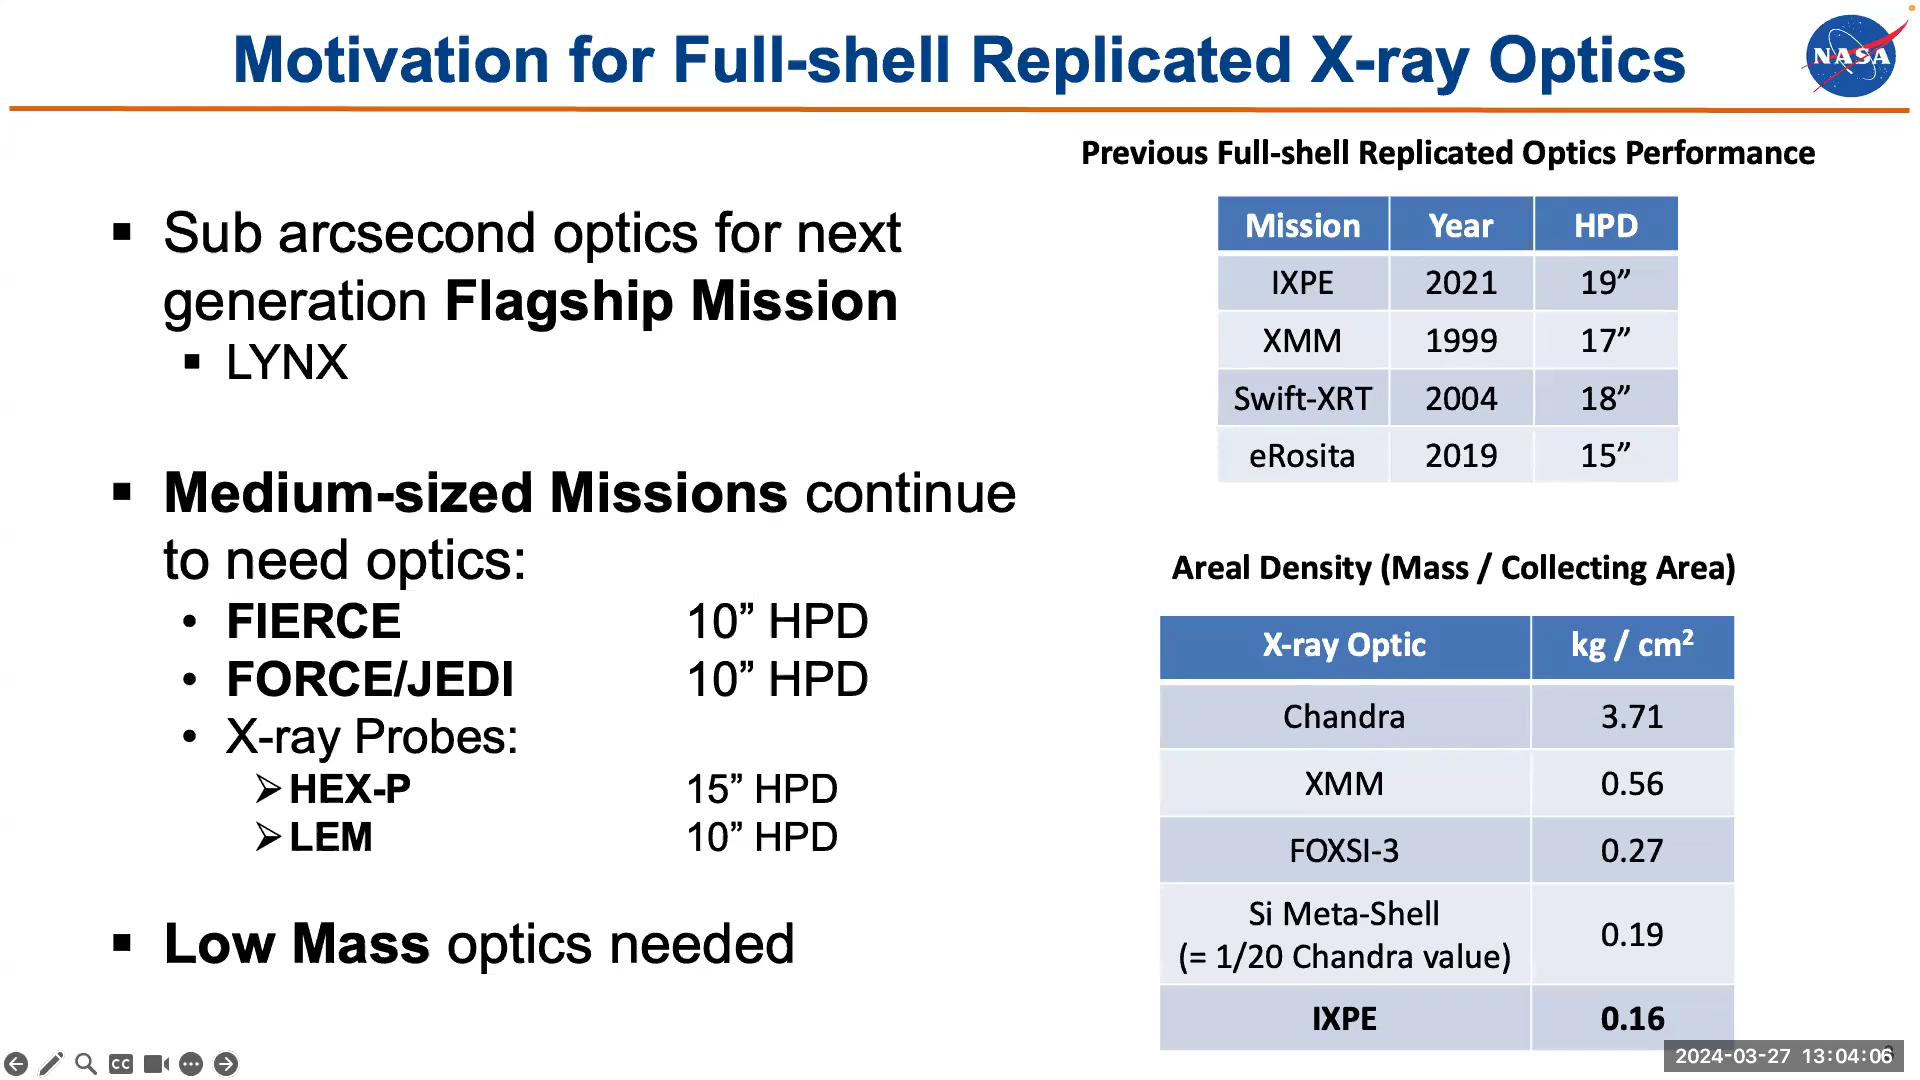 Motivation for Full-shell Replicated X-ray Optics
NASA
▪ Sub arcsecond optics for next
generation Flagship Mission
▪ LYNX
▪ Medium-sized Missions continue
to need optics:
• FIERCE 10” HPD
• FORCE/JEDI 10” HPD
• X-ray Probes:
➢ HEX-P 15” HPD
➢ LEM 10” HPD
▪ Low Mass optics needed
Previous Full-shell Replicated Optics Performance
Mission Year HPD
IXPE 2021 19”
XMM 1999 17”
Swift-XRT 2004 18”
eRosita 2019 15”
Areal Density (Mass / Collecting Area)
X-ray Optic kg / cm²
Chandra 3.71
XMM 0.56
FOXSI-3 0.27
Si Meta-Shell
(= 1/20 Chandra value) 0.19
IXPE 0.16
CC
2024-03-27 13:04:06